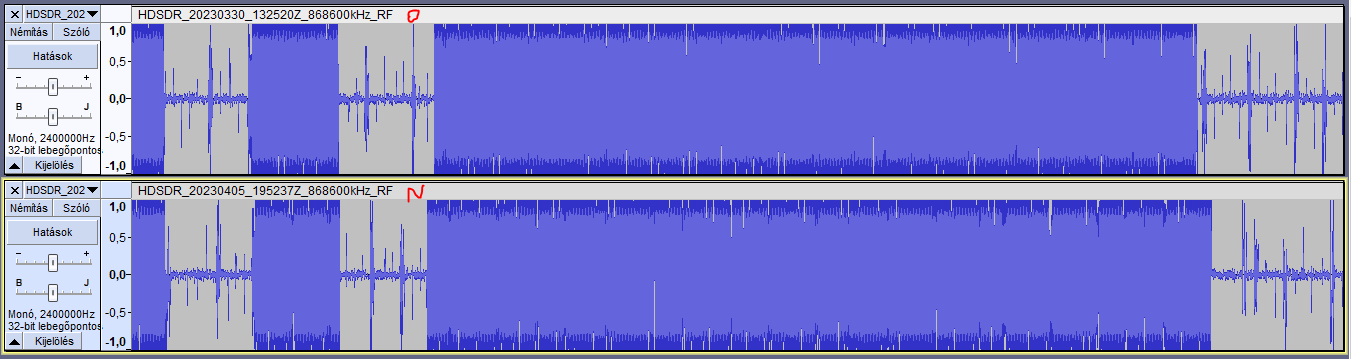 HDSDR_202
HDSDR_20230330_132520Z_868600kHz_RF
Némítás Szóló
Hatások
- +
B J
Monó, 2400000Hz
32-bit lebegőpontos
Kijelölés
1,0
0,5-
0,0-
-0,5-
-1,0
HDSDR_202
HDSDR_20230405_195237Z_868600kHz_RF N
Némítás Szóló
Hatások
- +
B J
Monó, 2400000Hz
32-bit lebegőpontos
Kijelölés
1,0
0,5-
0,0-
-0,5-
-1,0